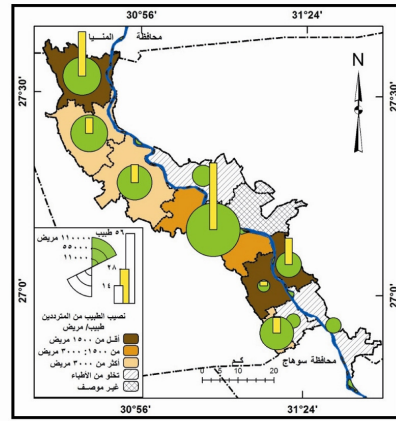 30°56' 31°24'
محافظة المنيا
27°30' 27°30'
N
٥٦ طبيب
١١٠٠٠٠ مريض
٥٥٠٠٠
١١٠٠٠
٢٨
١٤
27°0' 27°0'
نصيب الطبيب من المترددين
طبيب/ مريض
أقل من ١٥٠٠ مريض
من ١٥٠٠: ٣٠٠٠ مريض
أكثر من ٣٠٠٠ مريض
تخلو من الأطباء
غير موصف
محافظة سوهاج
كم
0 10 20
30°56' 31°24'